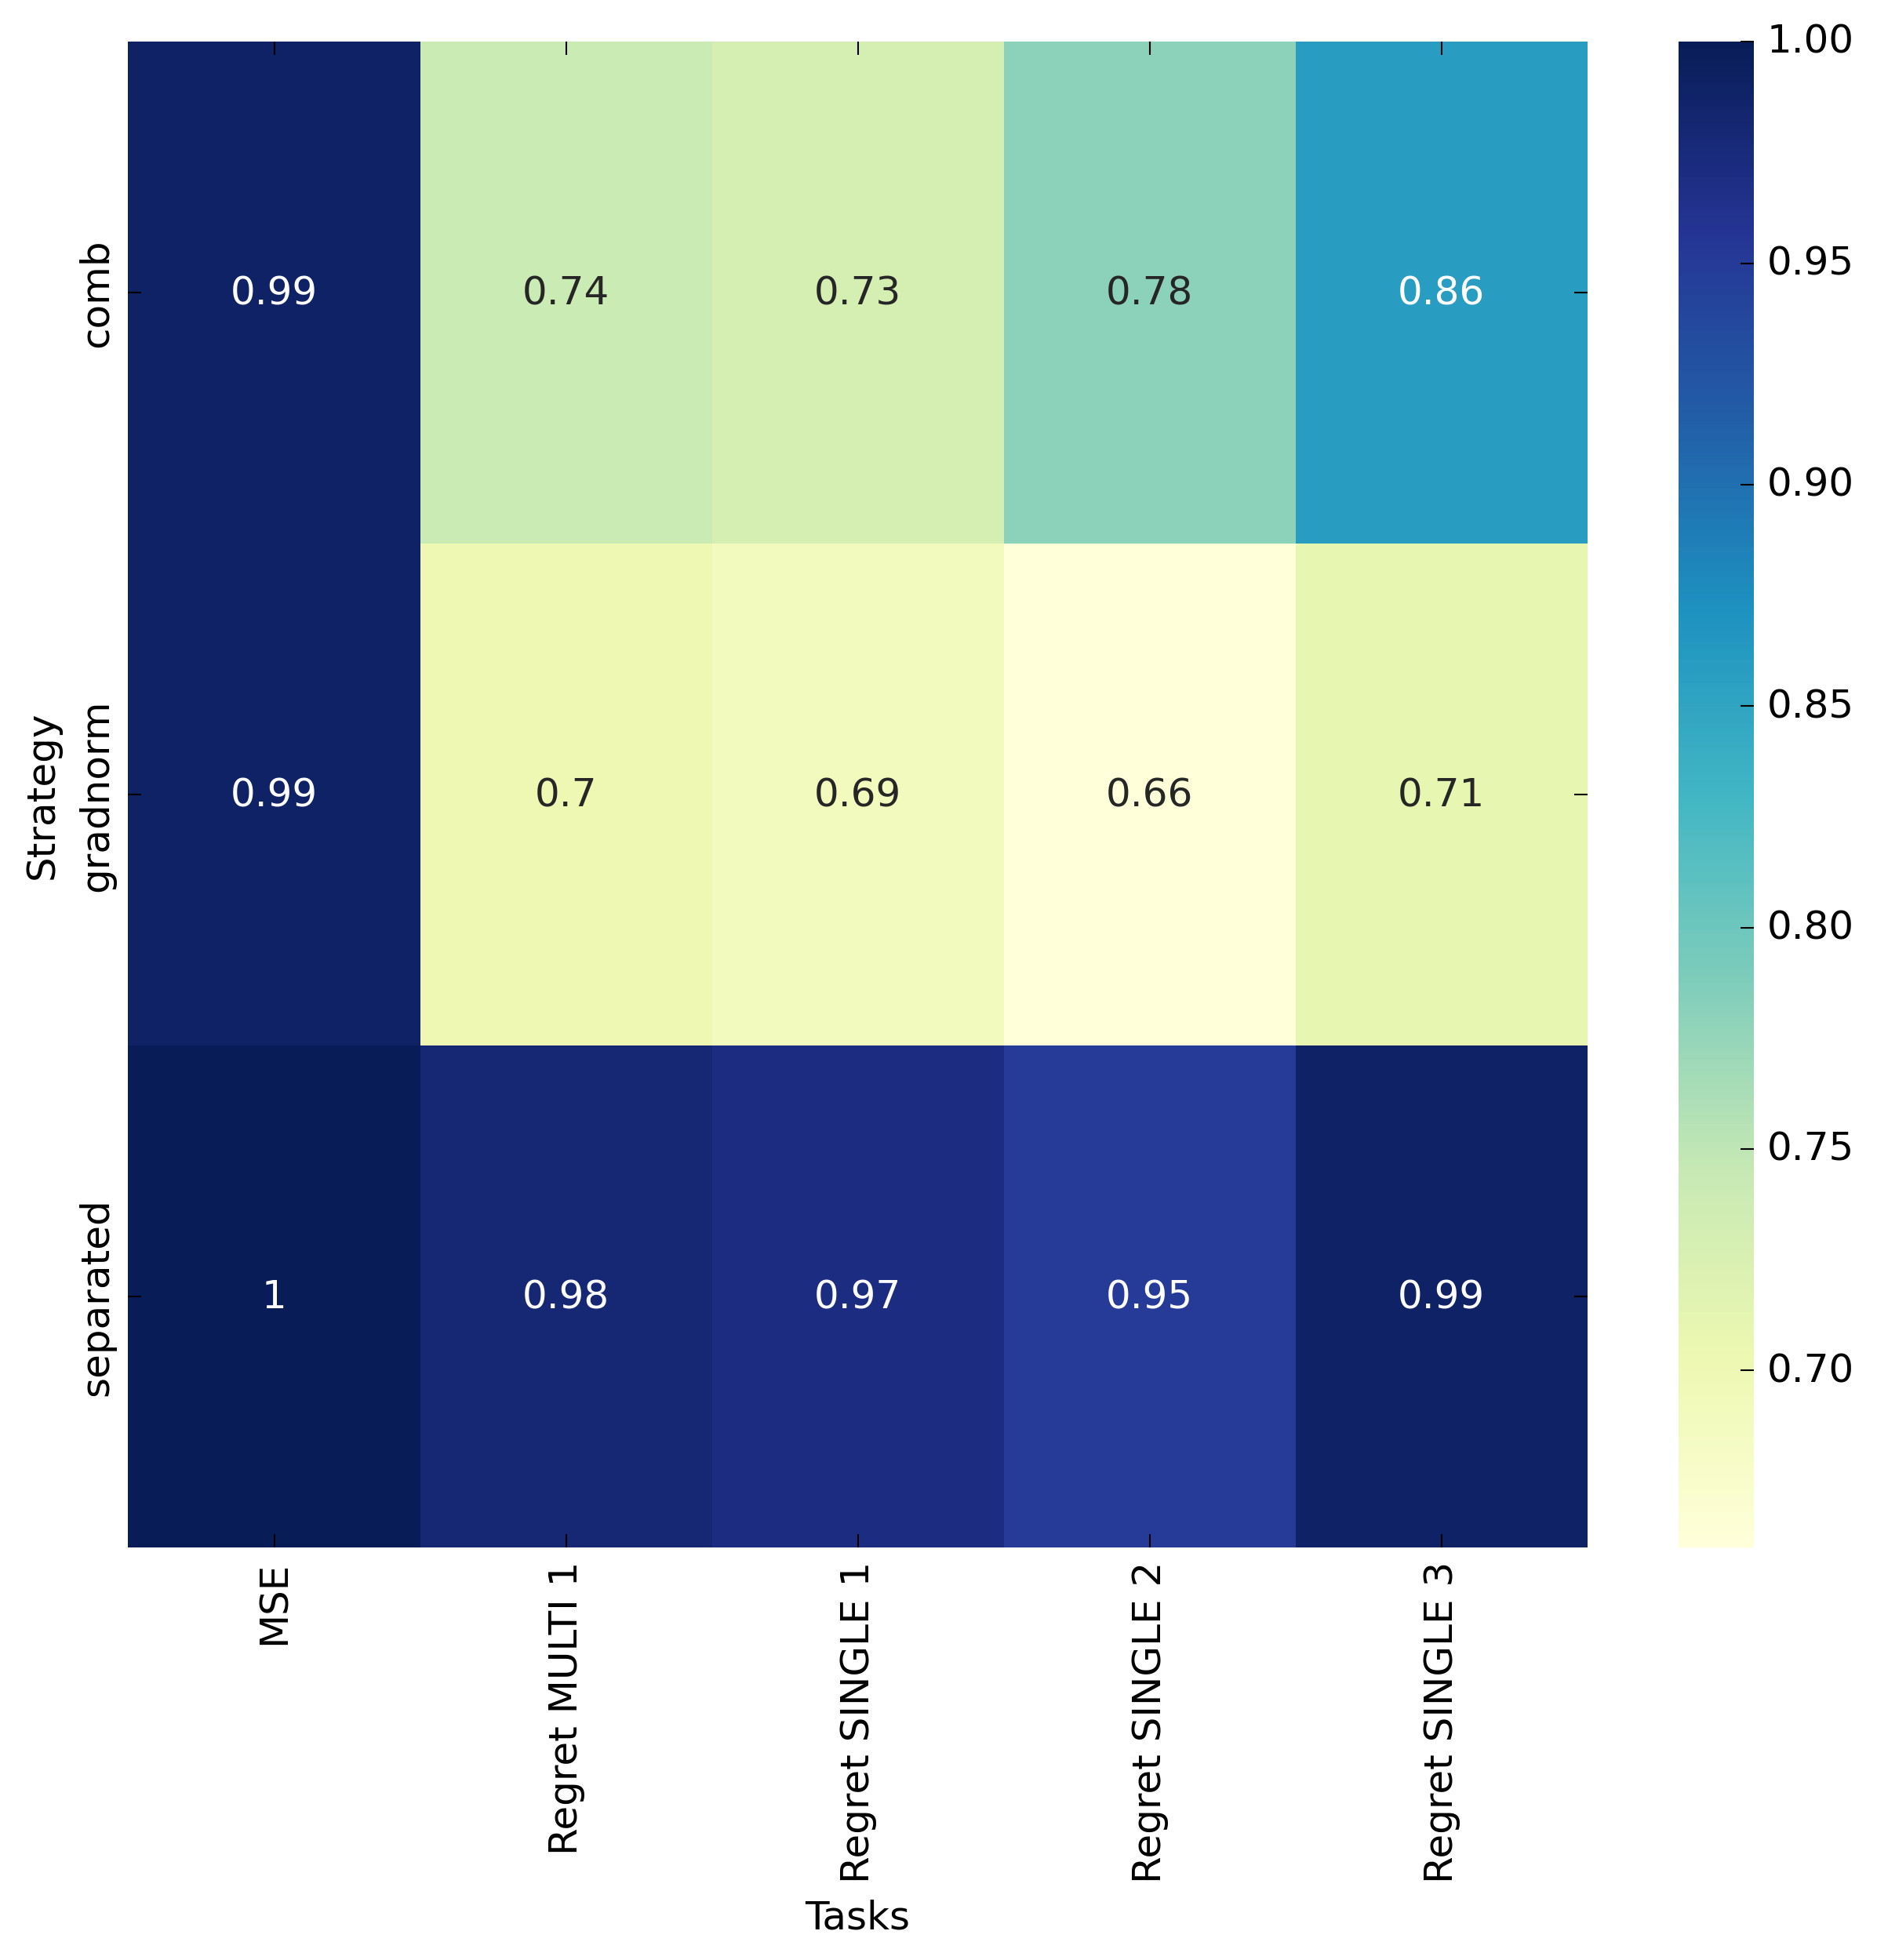 Strategy
comb
0.99 0.74 0.73 0.78 0.86
gradnorm
0.99 0.7 0.69 0.66 0.71
separated
1 0.98 0.97 0.95 0.99
MSE
Regret MULTI 1
Regret SINGLE 1
Regret SINGLE 2
Regret SINGLE 3
Tasks
1.00
0.95
0.90
0.85
0.80
0.75
0.70